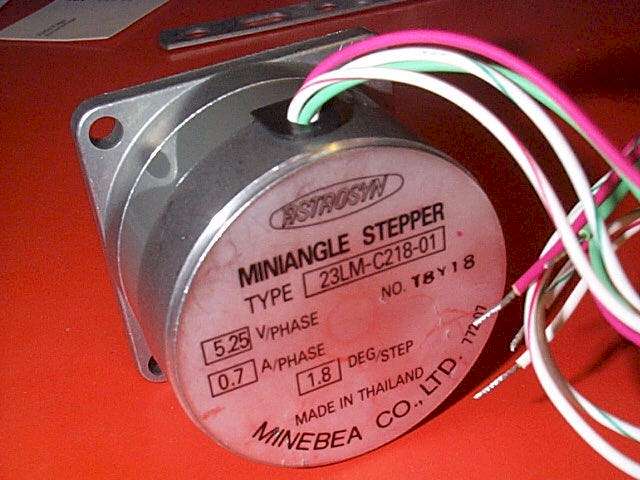 ASTROSYN
MINIANGLE STEPPER
TYPE 23LM-C218-01
NO. T8Y18
5.25 V/PHASE
0.7 A/PHASE
1.8 DEG/STEP
MADE IN THAILAND
MINEBEA CO., LTD.